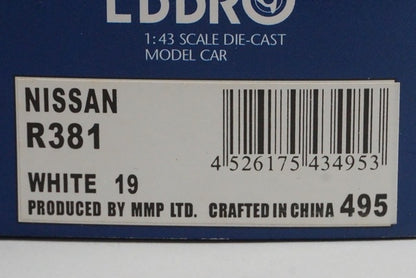 EBBRO
1:43 SCALE DIE-CAST
MODEL CAR
NISSAN
R381
4 526175 434953
WHITE 19
PRODUCED BY MMP LTD. CRAFTED IN CHINA 495